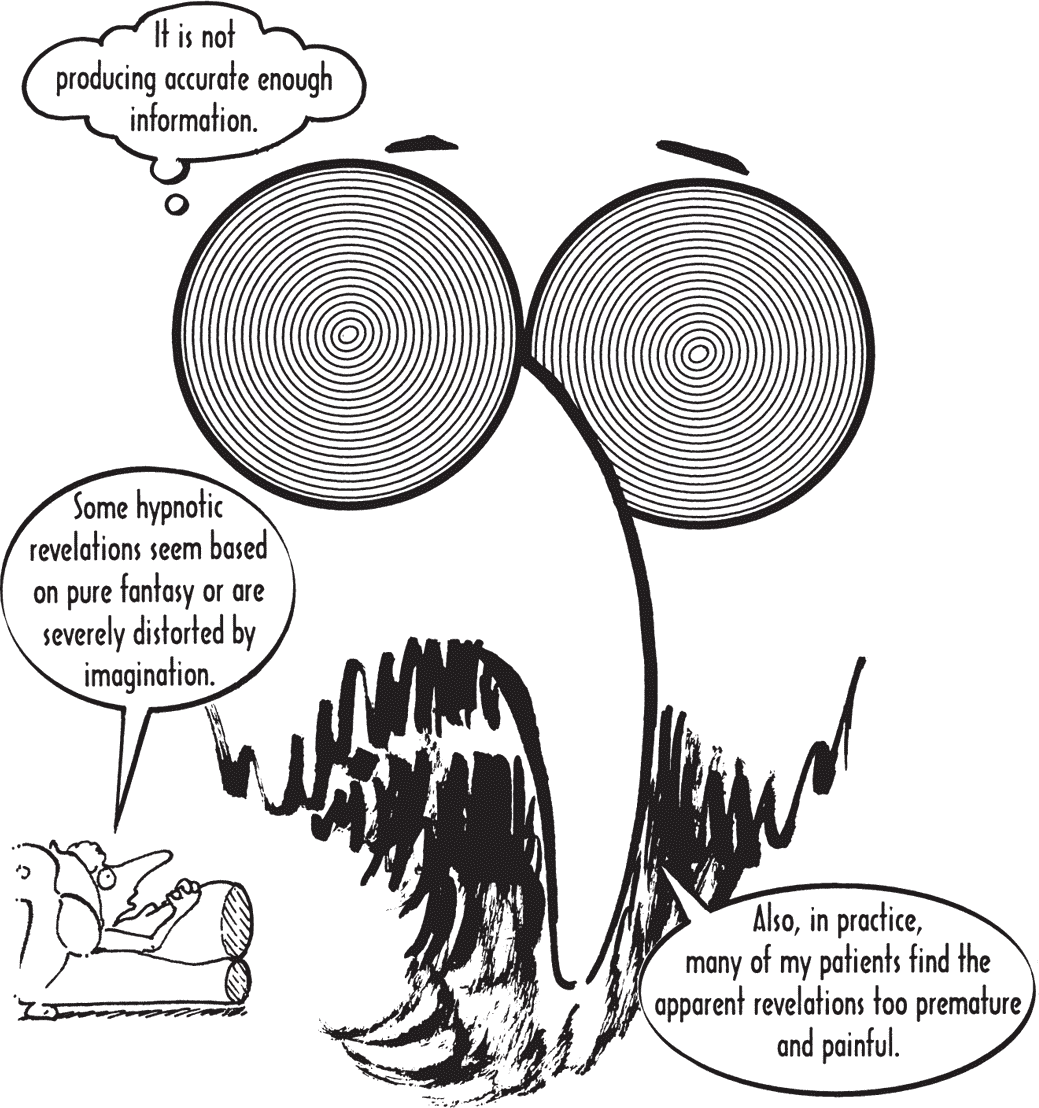 It is not
producing accurate enough
information.
Some hypnotic
revelations seem based
on pure fantasy or are
severely distorted by
imagination.
Also, in practice,
many of my patients find the
apparent revelations too premature
and painful.